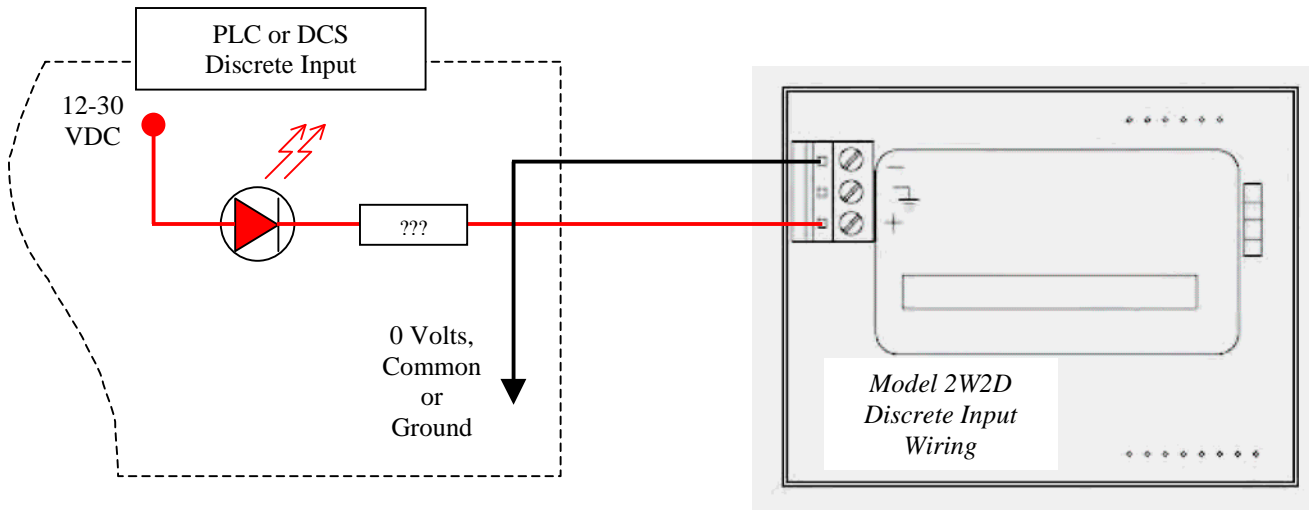 PLC or DCS
Discrete Input
12-30
VDC
???
0 Volts,
Common
or
Ground
−
+
Model 2W2D
Discrete Input
Wiring